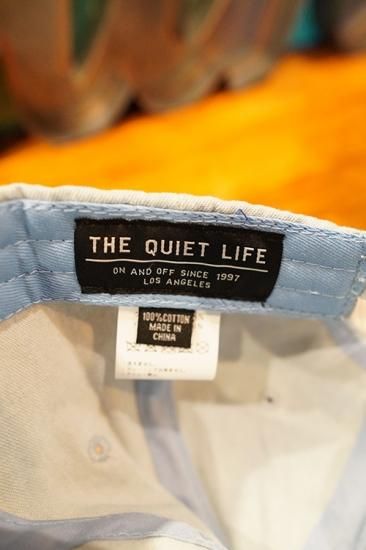 THE QUIET LIFE
ON AND OFF SINCE 1997
LOS ANGELES
100% COTTON
MADE IN
CHINA